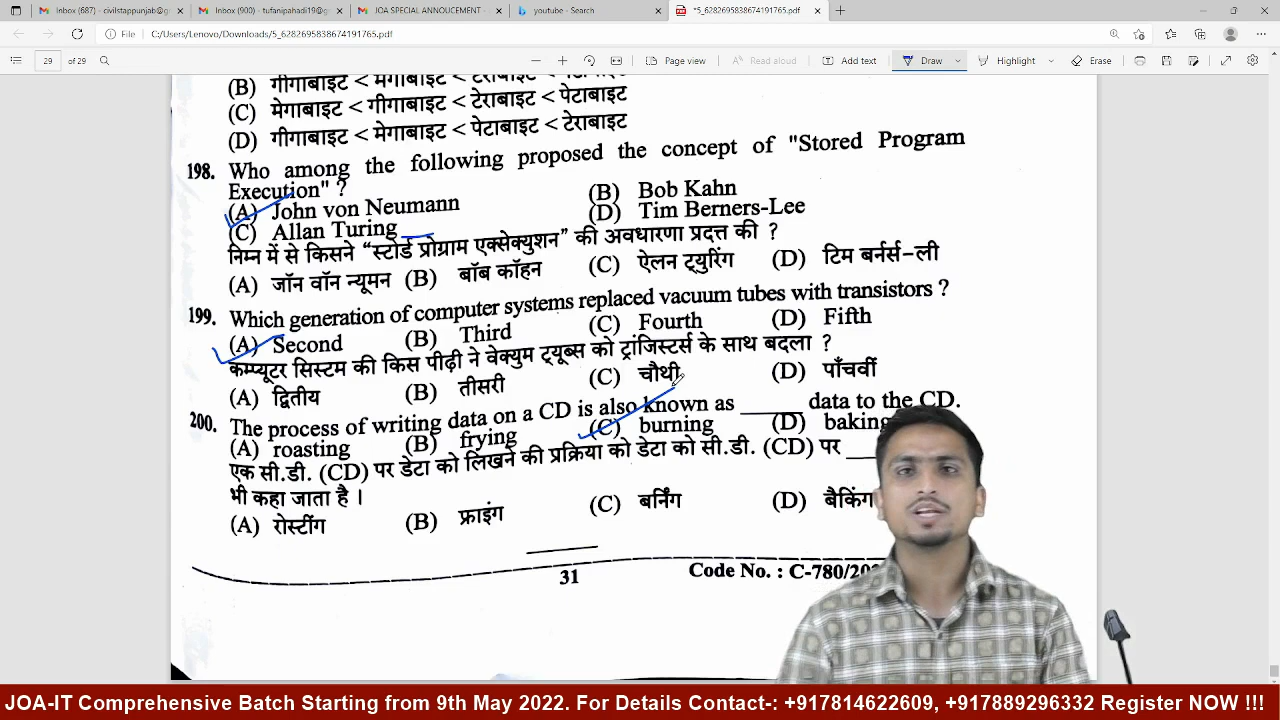 Inbox (687) - civilstappunjab@g
Inbox (900) - tufanipahadi19@g
JOA SPECIAL ANNOUCEMENT -
youtube - Search
*5_6282695838674191765.pdf
File C:/Users/Lenovo/Downloads/5_6282695838674191765.pdf
29 of 29 Page view Read aloud Add text Draw Highlight Erase
(B) गीगाबाइट < मेगाबाइट < टेराबाइट <
(C) मेगाबाइट < गीगाबाइट < टेराबाइट < पेटाबाइट
(D) गीगाबाइट < मेगाबाइट < पेटाबाइट < टेराबाइट
198. Who among the following proposed the concept of "Stored Program
Execution" ?
(A) John von Neumann (B) Bob Kahn
(C) Allan Turing (D) Tim Berners-Lee
निम्न में से किसने “स्टोर्ड प्रोग्राम एक्सेक्युशन” की अवधारणा प्रदत्त की ?
(A) जॉन वॉन न्यूमन (B) बॉब कॉहन (C) ऐलन ट्युरिंग (D) टिम बर्नर्स-ली
199. Which generation of computer systems replaced vacuum tubes with transistors ?
(A) Second (B) Third (C) Fourth (D) Fifth
कम्प्यूटर सिस्टम की किस पीढ़ी ने वेक्युम ट्यूब्स को ट्रांजिस्टर्स के साथ बदला ?
(A) द्वितीय (B) तीसरी (C) चौथी (D) पाँचवीं
200. The process of writing data on a CD is also known as ______ data to the CD.
(A) roasting (B) frying (C) burning (D) baking
एक सी.डी. (CD) पर डेटा को लिखने की प्रक्रिया को डेटा को सी.डी. (CD) पर
भी कहा जाता है ।
(A) रोस्टींग (B) फ्राइंग (C) बर्निंग (D) बैकिंग
31 Code No. : C-780/20
JOA-IT Comprehensive Batch Starting from 9th May 2022. For Details Contact-: +917814622609, +917889296332 Register NOW !!!